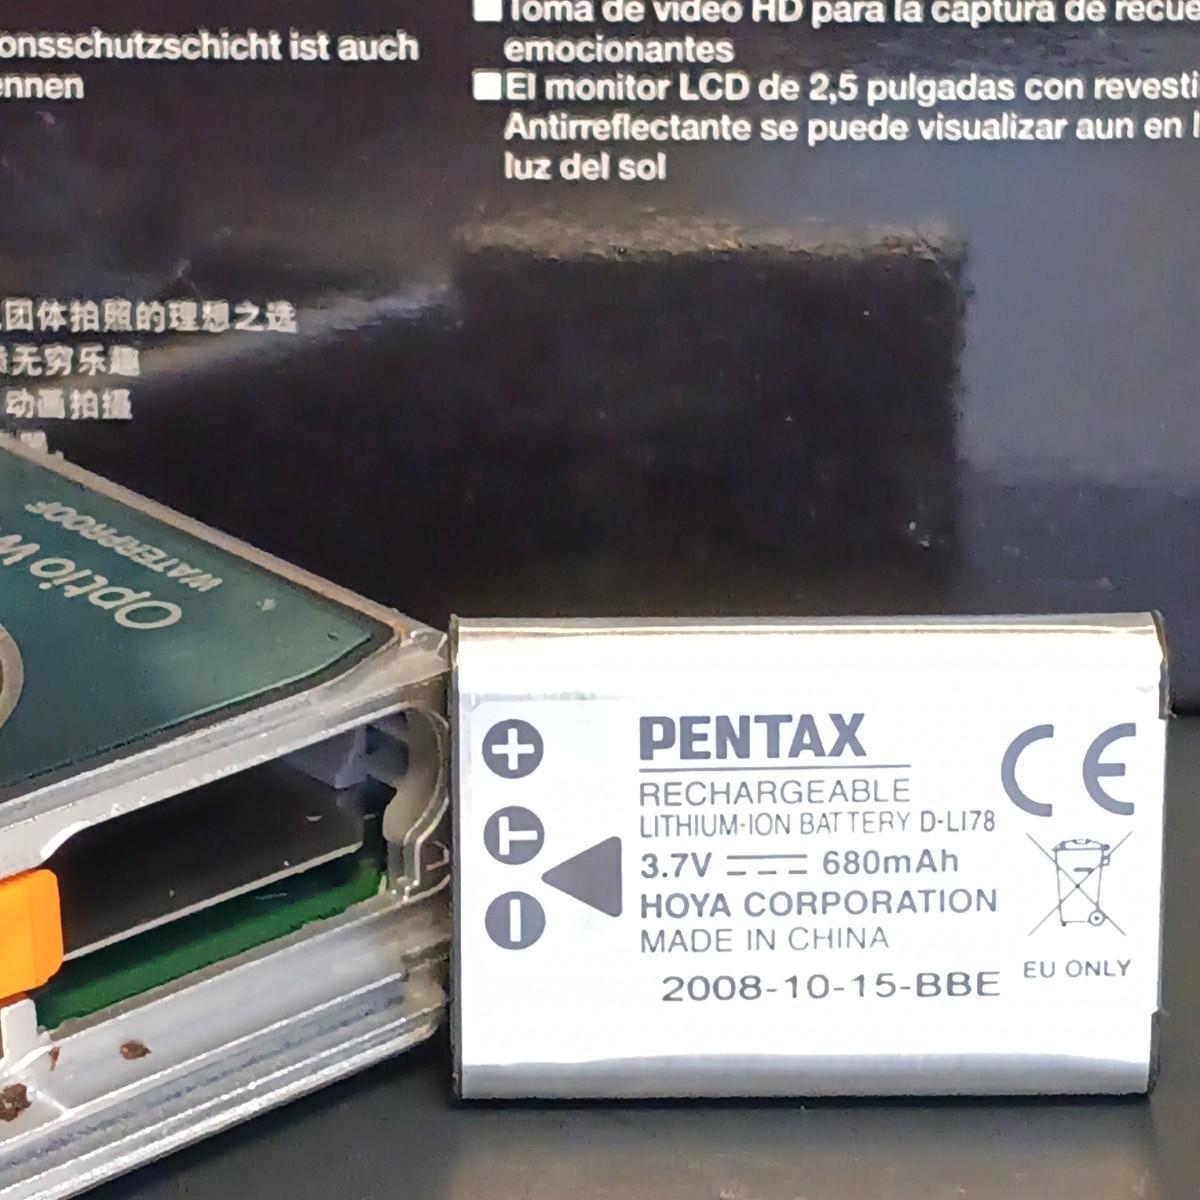 onsschutzschicht ist auch
ennen
Toma de vídeo HD para la captura de recue
emocionantes
El monitor LCD de 2,5 pulgadas con revesti
Antirreflectante se puede visualizar aun en l
luz del sol
团体拍照的理想之选
无穷乐趣
动画拍摄
Optio W
WATERPROOF
PENTAX
RECHARGEABLE
LITHIUM-ION BATTERY D-LI78
3.7V 680mAh
HOYA CORPORATION
MADE IN CHINA
2008-10-15-BBE
+
T
−
CE
EU ONLY